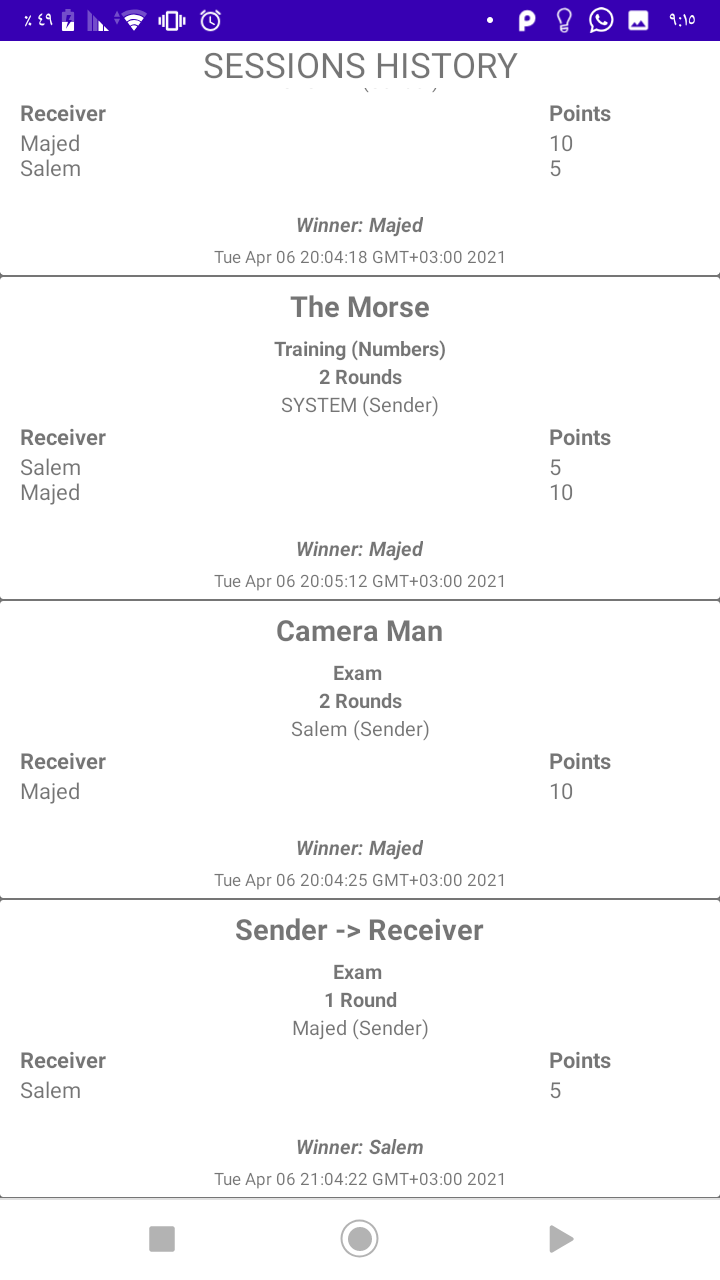 ٪ ٤٩
٩:١٥
SESSIONS HISTORY
Receiver Points
Majed 10
Salem 5
Winner: Majed
Tue Apr 06 20:04:18 GMT+03:00 2021
The Morse
Training (Numbers)
2 Rounds
SYSTEM (Sender)
Receiver Points
Salem 5
Majed 10
Winner: Majed
Tue Apr 06 20:05:12 GMT+03:00 2021
Camera Man
Exam
2 Rounds
Salem (Sender)
Receiver Points
Majed 10
Winner: Majed
Tue Apr 06 20:04:25 GMT+03:00 2021
Sender -> Receiver
Exam
1 Round
Majed (Sender)
Receiver Points
Salem 5
Winner: Salem
Tue Apr 06 21:04:22 GMT+03:00 2021